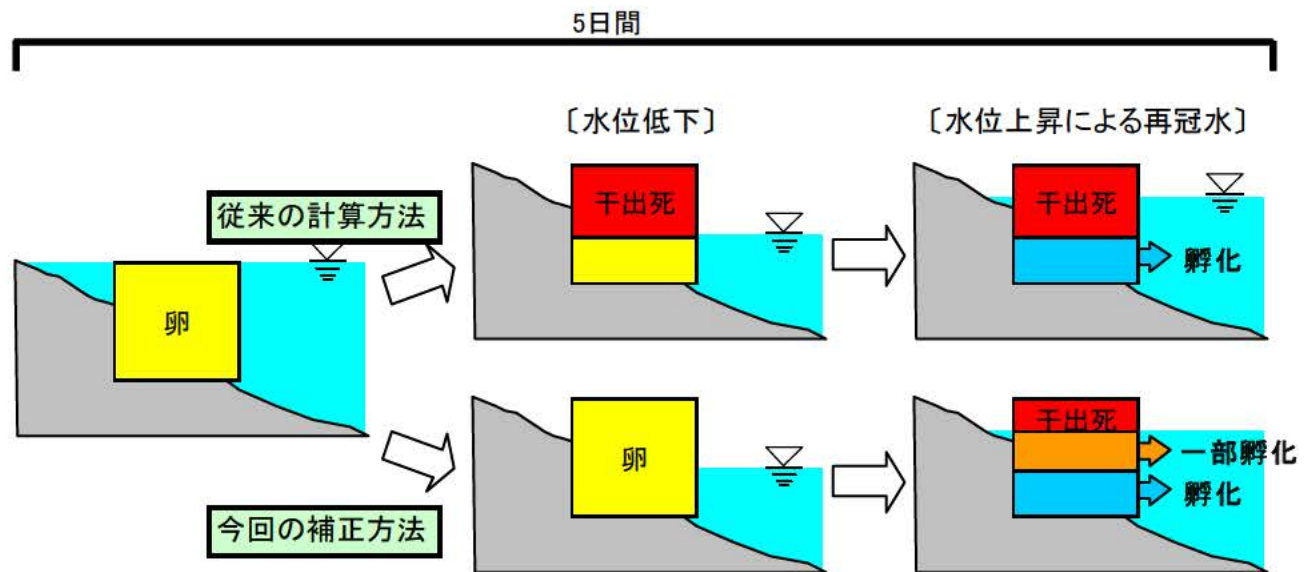 5日間
〔水位低下〕
〔水位上昇による再冠水〕
従来の計算方法
干出死
干出死
孵化
卵
卵
干出死
一部孵化
孵化
今回の補正方法